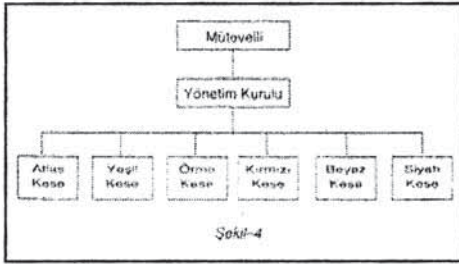 Mütevelli
Yönetim Kurulu
Atlas Yeşil Örme Kırmızı Beyaz Siyah
Kese Kese Kese Kese Kese Kese
Şekil-4